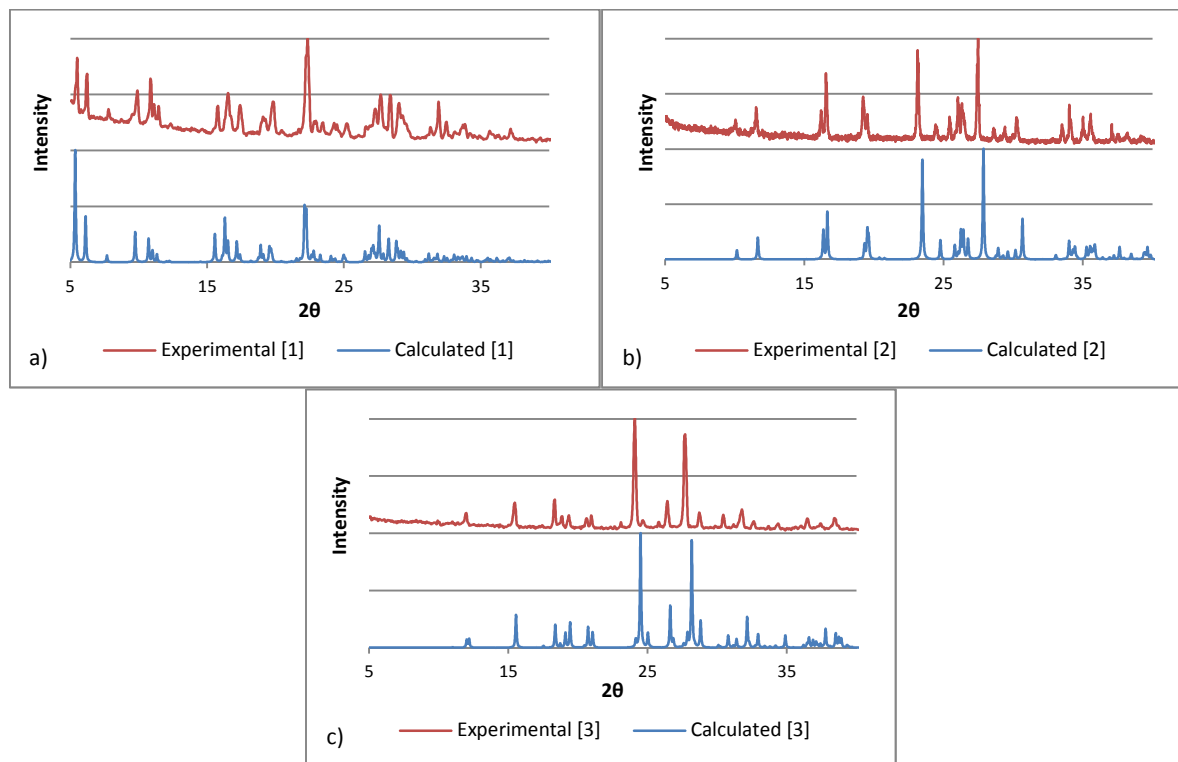 Intensity
5 15 25 35
2θ
a) Experimental [1] Calculated [1]
Intensity
5 15 25 35
2θ
b) Experimental [2] Calculated [2]
Intensity
5 15 25 35
2θ
c) Experimental [3] Calculated [3]